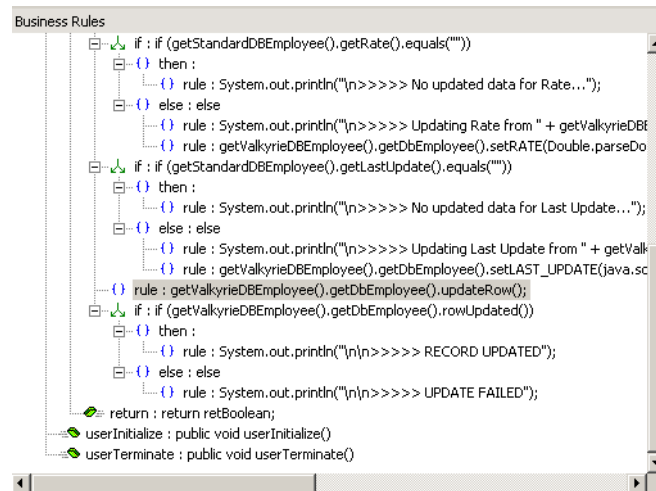 Business Rules
if : if (getStandardDBEmployee().getRate().equals(""))
{} then :
{} rule : System.out.println("\n>>>>> No updated data for Rate...");
{} else : else
{} rule : System.out.println("\n>>>>> Updating Rate from " + getValkyrieDBE
{} rule : getValkyrieDBEmployee().getDbEmployee().setRATE(Double.parseDo
if : if (getStandardDBEmployee().getLastUpdate().equals(""))
{} then :
{} rule : System.out.println("\n>>>>> No updated data for Last Update...");
{} else : else
{} rule : System.out.println("\n>>>>> Updating Last Update from " + getValk
{} rule : getValkyrieDBEmployee().getDbEmployee().setLAST_UPDATE(java.sc
{} rule : getValkyrieDBEmployee().getDbEmployee().updateRow();
if : if (getValkyrieDBEmployee().getDbEmployee().rowUpdated())
{} then :
{} rule : System.out.println("\n\n>>>>> RECORD UPDATED");
{} else : else
{} rule : System.out.println("\n\n>>>>> UPDATE FAILED");
return : return retBoolean;
userInitialize : public void userInitialize()
userTerminate : public void userTerminate()